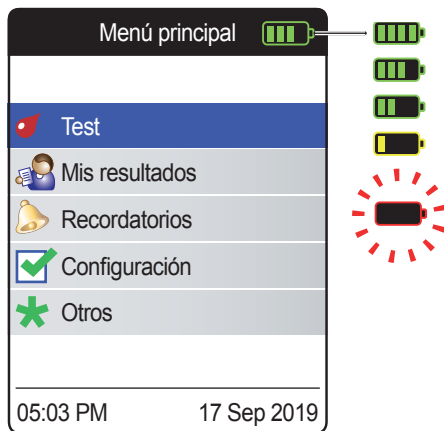 Menú principal
Test
Mis resultados
Recordatorios
Configuración
Otros
05:03 PM 17 Sep 2019